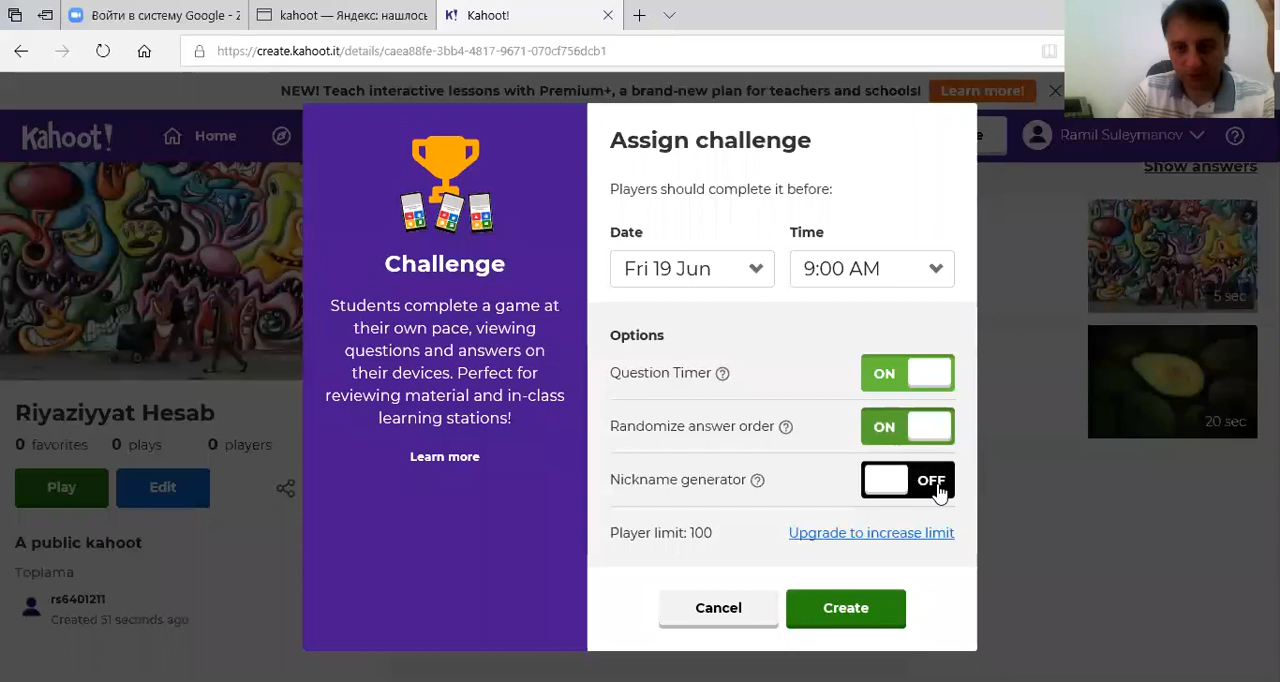 Войти в систему Google - Z
kahoot — Яндекс: нашлось
K! Kahoot!
https://create.kahoot.it/details/caea88fe-3bb4-4817-9671-070cf756dcb1
NEW! Teach interactive lessons with Premium+, a brand-new plan for teachers and schools!
Learn more!
Kahoot!
Home
Ramil Suleymanov
Show answers
5 sec
20 sec
Riyaziyyat Hesab
0 favorites 0 plays 0 players
Play
Edit
A public kahoot
Toplama
rs6401211
Created 51 seconds ago
Challenge
Students complete a game at
their own pace, viewing
questions and answers on
their devices. Perfect for
reviewing material and in-class
learning stations!
Learn more
Assign challenge
Players should complete it before:
Date Time
Fri 19 Jun 9:00 AM
Options
Question Timer ON
Randomize answer order ON
Nickname generator OFF
Player limit: 100 Upgrade to increase limit
Cancel Create